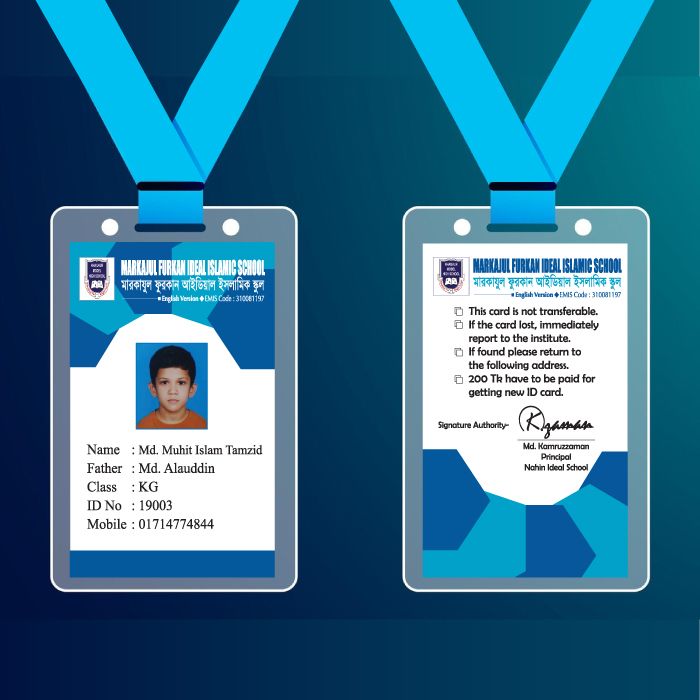 MARKAJUL FURKAN IDEAL ISLAMIC SCHOOL
মারকাযুল ফুরকান আইডিয়াল ইসলামিক স্কুল
English Version ◆ EMIS Code : 310081197
Name : Md. Muhit Islam Tamzid
Father : Md. Alauddin
Class : KG
ID No : 19003
Mobile : 01714774844
MARKAJUL FURKAN IDEAL ISLAMIC SCHOOL
মারকাযুল ফুরকান আইডিয়াল ইসলামিক স্কুল
English Version ◆ EMIS Code : 310081197
This card is not transferable.
If the card lost, immediately
report to the institute.
If found please return to
the following address.
200 Tk have to be paid for
getting new ID card.
Signature Authority- Kzaman
Md. Kamruzzaman
Principal
Nahin Ideal School